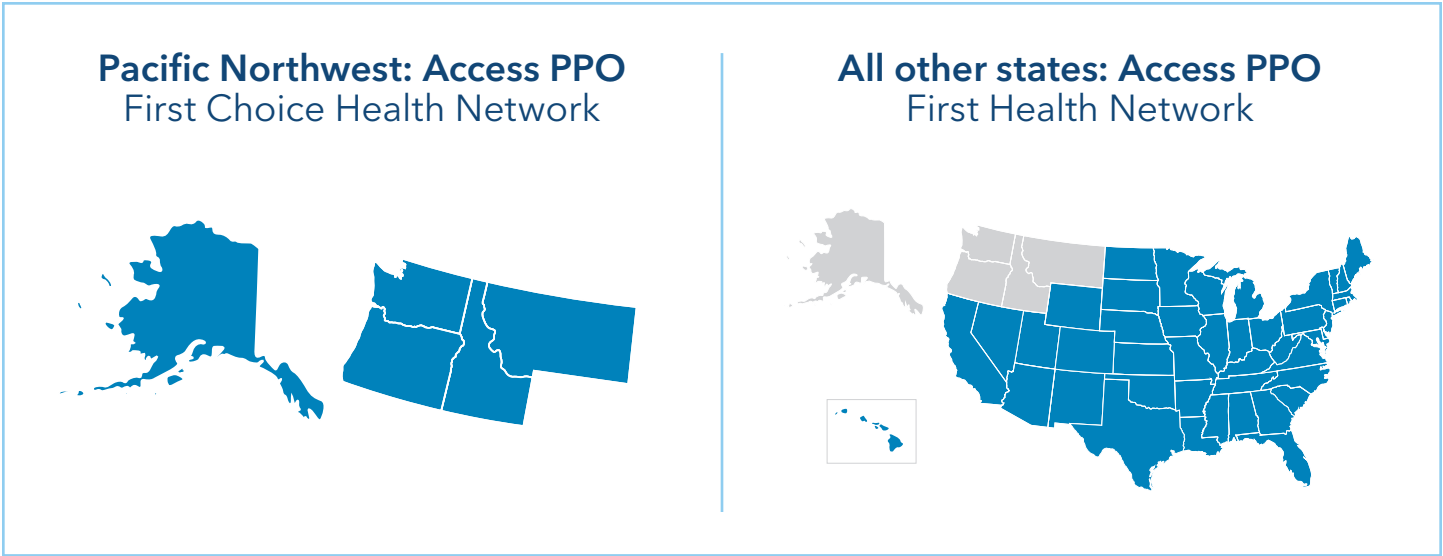 Pacific Northwest: Access PPO
First Choice Health Network
All other states: Access PPO
First Health Network